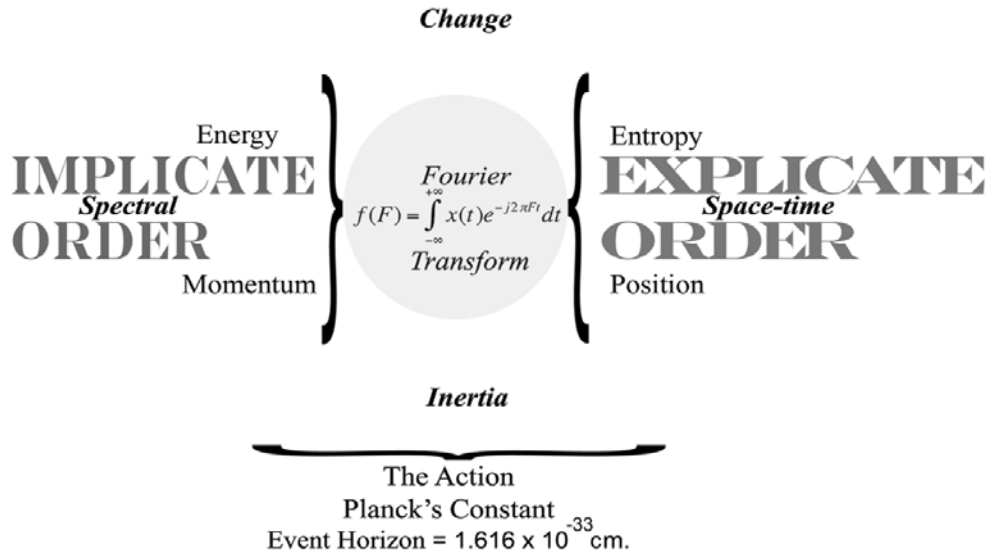 Change
Energy
IMPLICATE
Spectral
ORDER
Momentum
Fourier
f(F) = ∫_{-∞}^{+∞} x(t)e^{-j2πFt} dt
Transform
Entropy
EXPLICATE
Space-time
ORDER
Position
Inertia
The Action
Planck's Constant
Event Horizon = 1.616 x 10^{-33} cm.